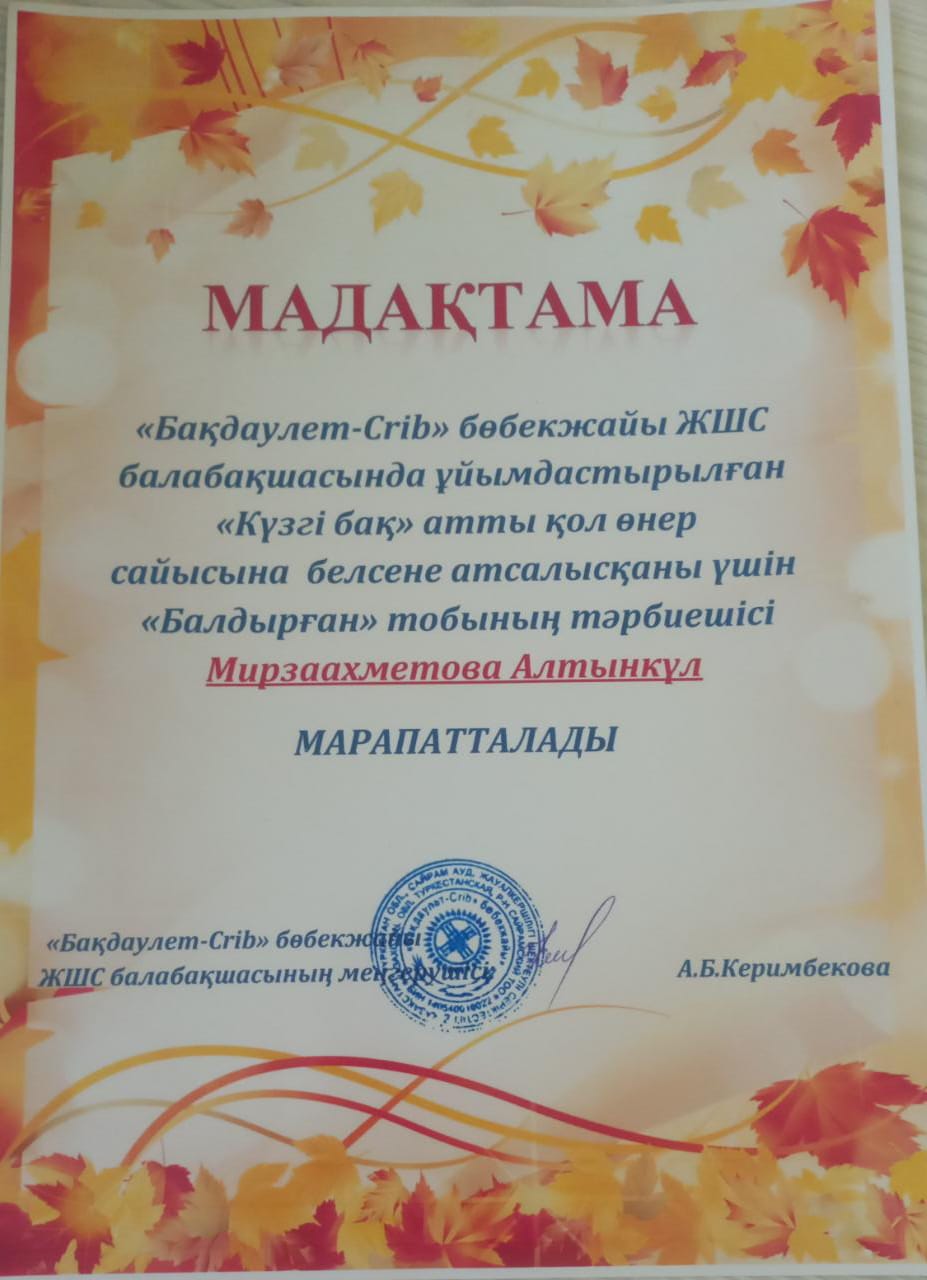 МАДАҚТАМА
«Бақдаулет-Crib» бөбекжайы ЖШС
балабақшасында ұйымдастырылған
«Күзгі бақ» атты қол өнер
сайысына белсене атсалысқаны үшін
«Балдырған» тобының тәрбиешісі
Мирзаахметова Алтынкүл
МАРАПАТТАЛАДЫ
«Бақдаулет-Crib» бөбекжайы
ЖШС балабақшасының меңгерушісі
А.Б.Керимбекова